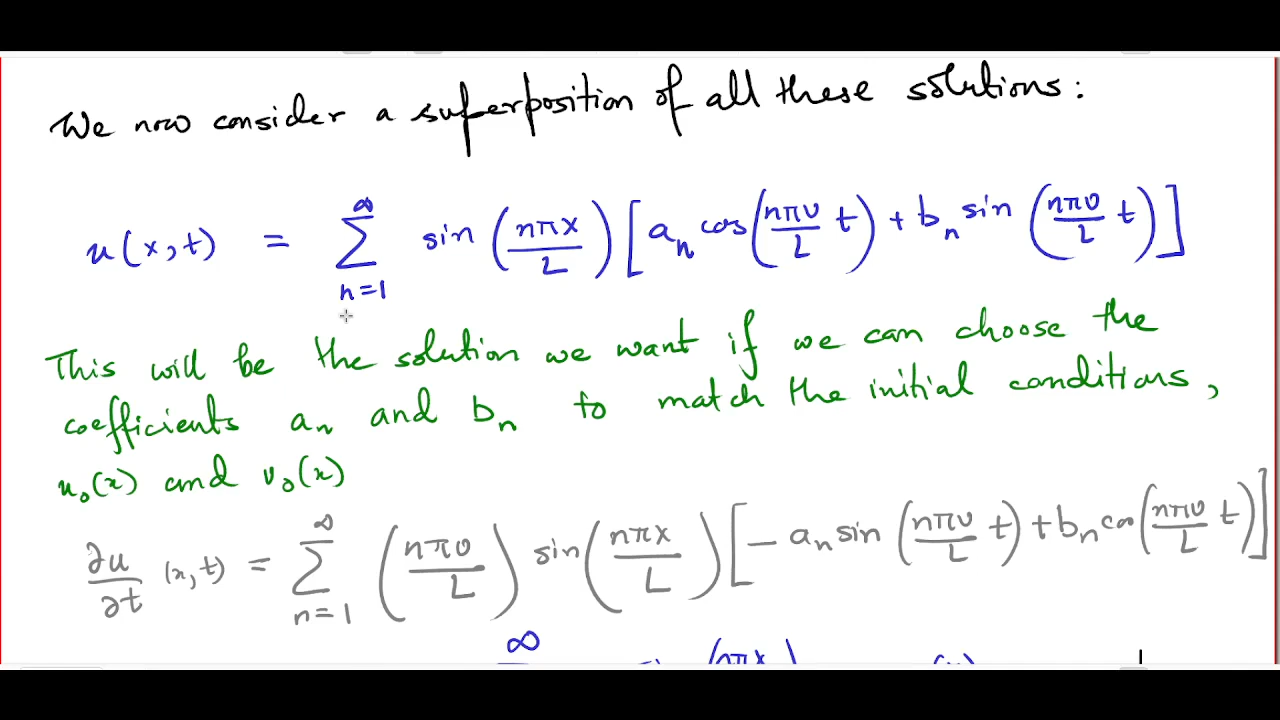 We now consider a superposition of all these solutions:
u(x,t) = ∑_{n=1}^{∞} sin(nπx/L)[a_n cos(nπv/L t) + b_n sin(nπv/L t)]
This will be the solution we want if we can choose the
coefficients a_n and b_n to match the initial conditions,
u_0(x) and v_0(x)
∂u/∂t (x,t) = ∑_{n=1}^{∞} (nπv/L) sin(nπx/L)[- a_n sin(nπv/L t) + b_n cos(nπv/L t)]